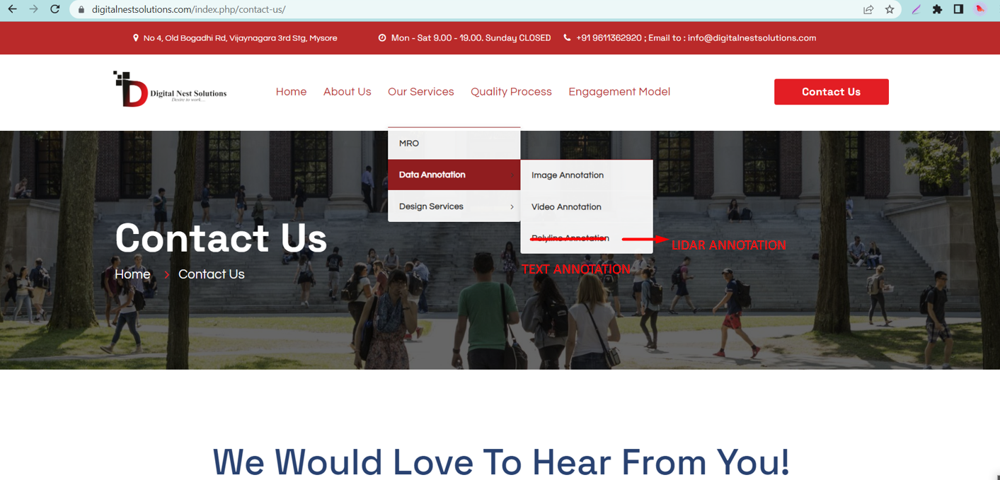 digitalnestsolutions.com/index.php/contact-us/
No 4, Old Bogadhi Rd, Vijaynagara 3rd Stg, Mysore Mon - Sat 9.00 - 19.00. Sunday CLOSED +91 9611362920 ; Email to : info@digitalnestsolutions.com
D Digital Nest Solutions
Desire to work....
Home About Us Our Services Quality Process Engagement Model Contact Us
MRO
Data Annotation Image Annotation
Design Services Video Annotation
Polyline Annotation LIDAR ANNOTATION
TEXT ANNOTATION
Contact Us
Home > Contact Us
We Would Love To Hear From You!